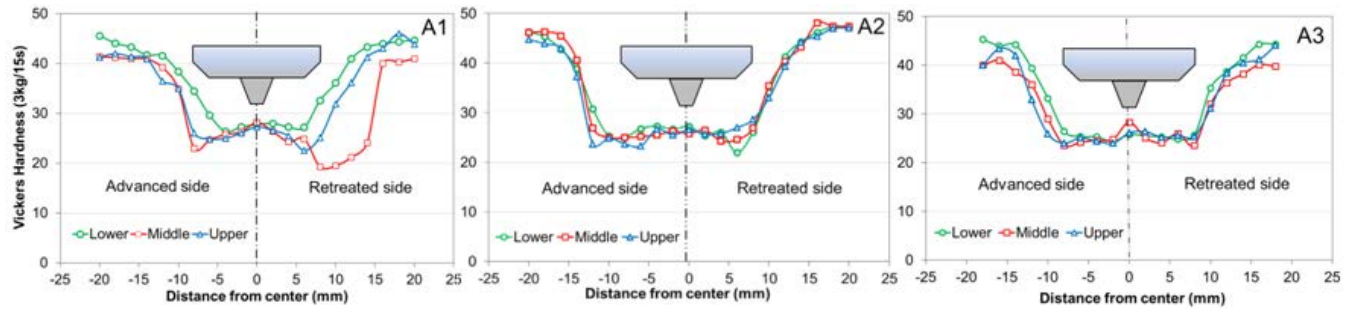 A1
Vickers Hardness (3kg/15s)
50
40
30
20
10
0
Advanced side
Retreated side
Lower Middle Upper
-25 -20 -15 -10 -5 0 5 10 15 20 25
Distance from center (mm)
A2
50
40
30
20
10
0
Advanced side
Retreated side
Lower Middle Upper
-25 -20 -15 -10 -5 0 5 10 15 20 25
Distance from center (mm)
A3
50
40
30
20
10
0
Advanced side
Retreated side
Lower Middle Upper
-25 -20 -15 -10 -5 0 5 10 15 20 25
Distance from center (mm)